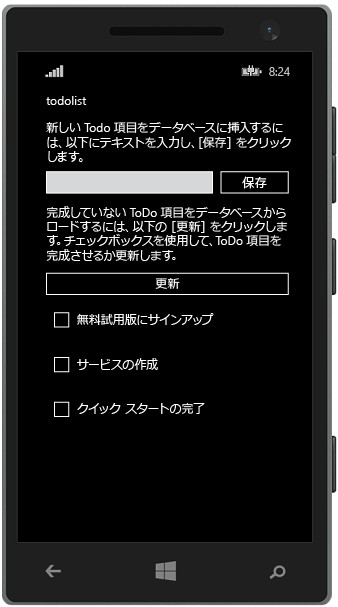 8:24
todolist
新しい Todo 項目をデータベースに挿入するに
は、以下にテキストを入力し、[保存] をクリック
します。
保存
完成していない ToDo 項目をデータベースから
ロードするには、以下の [更新] をクリックしま
す。チェックボックスを使用して、ToDo 項目を
完成させるか更新します。
更新
無料試用版にサインアップ
サービスの作成
クイック スタートの完了